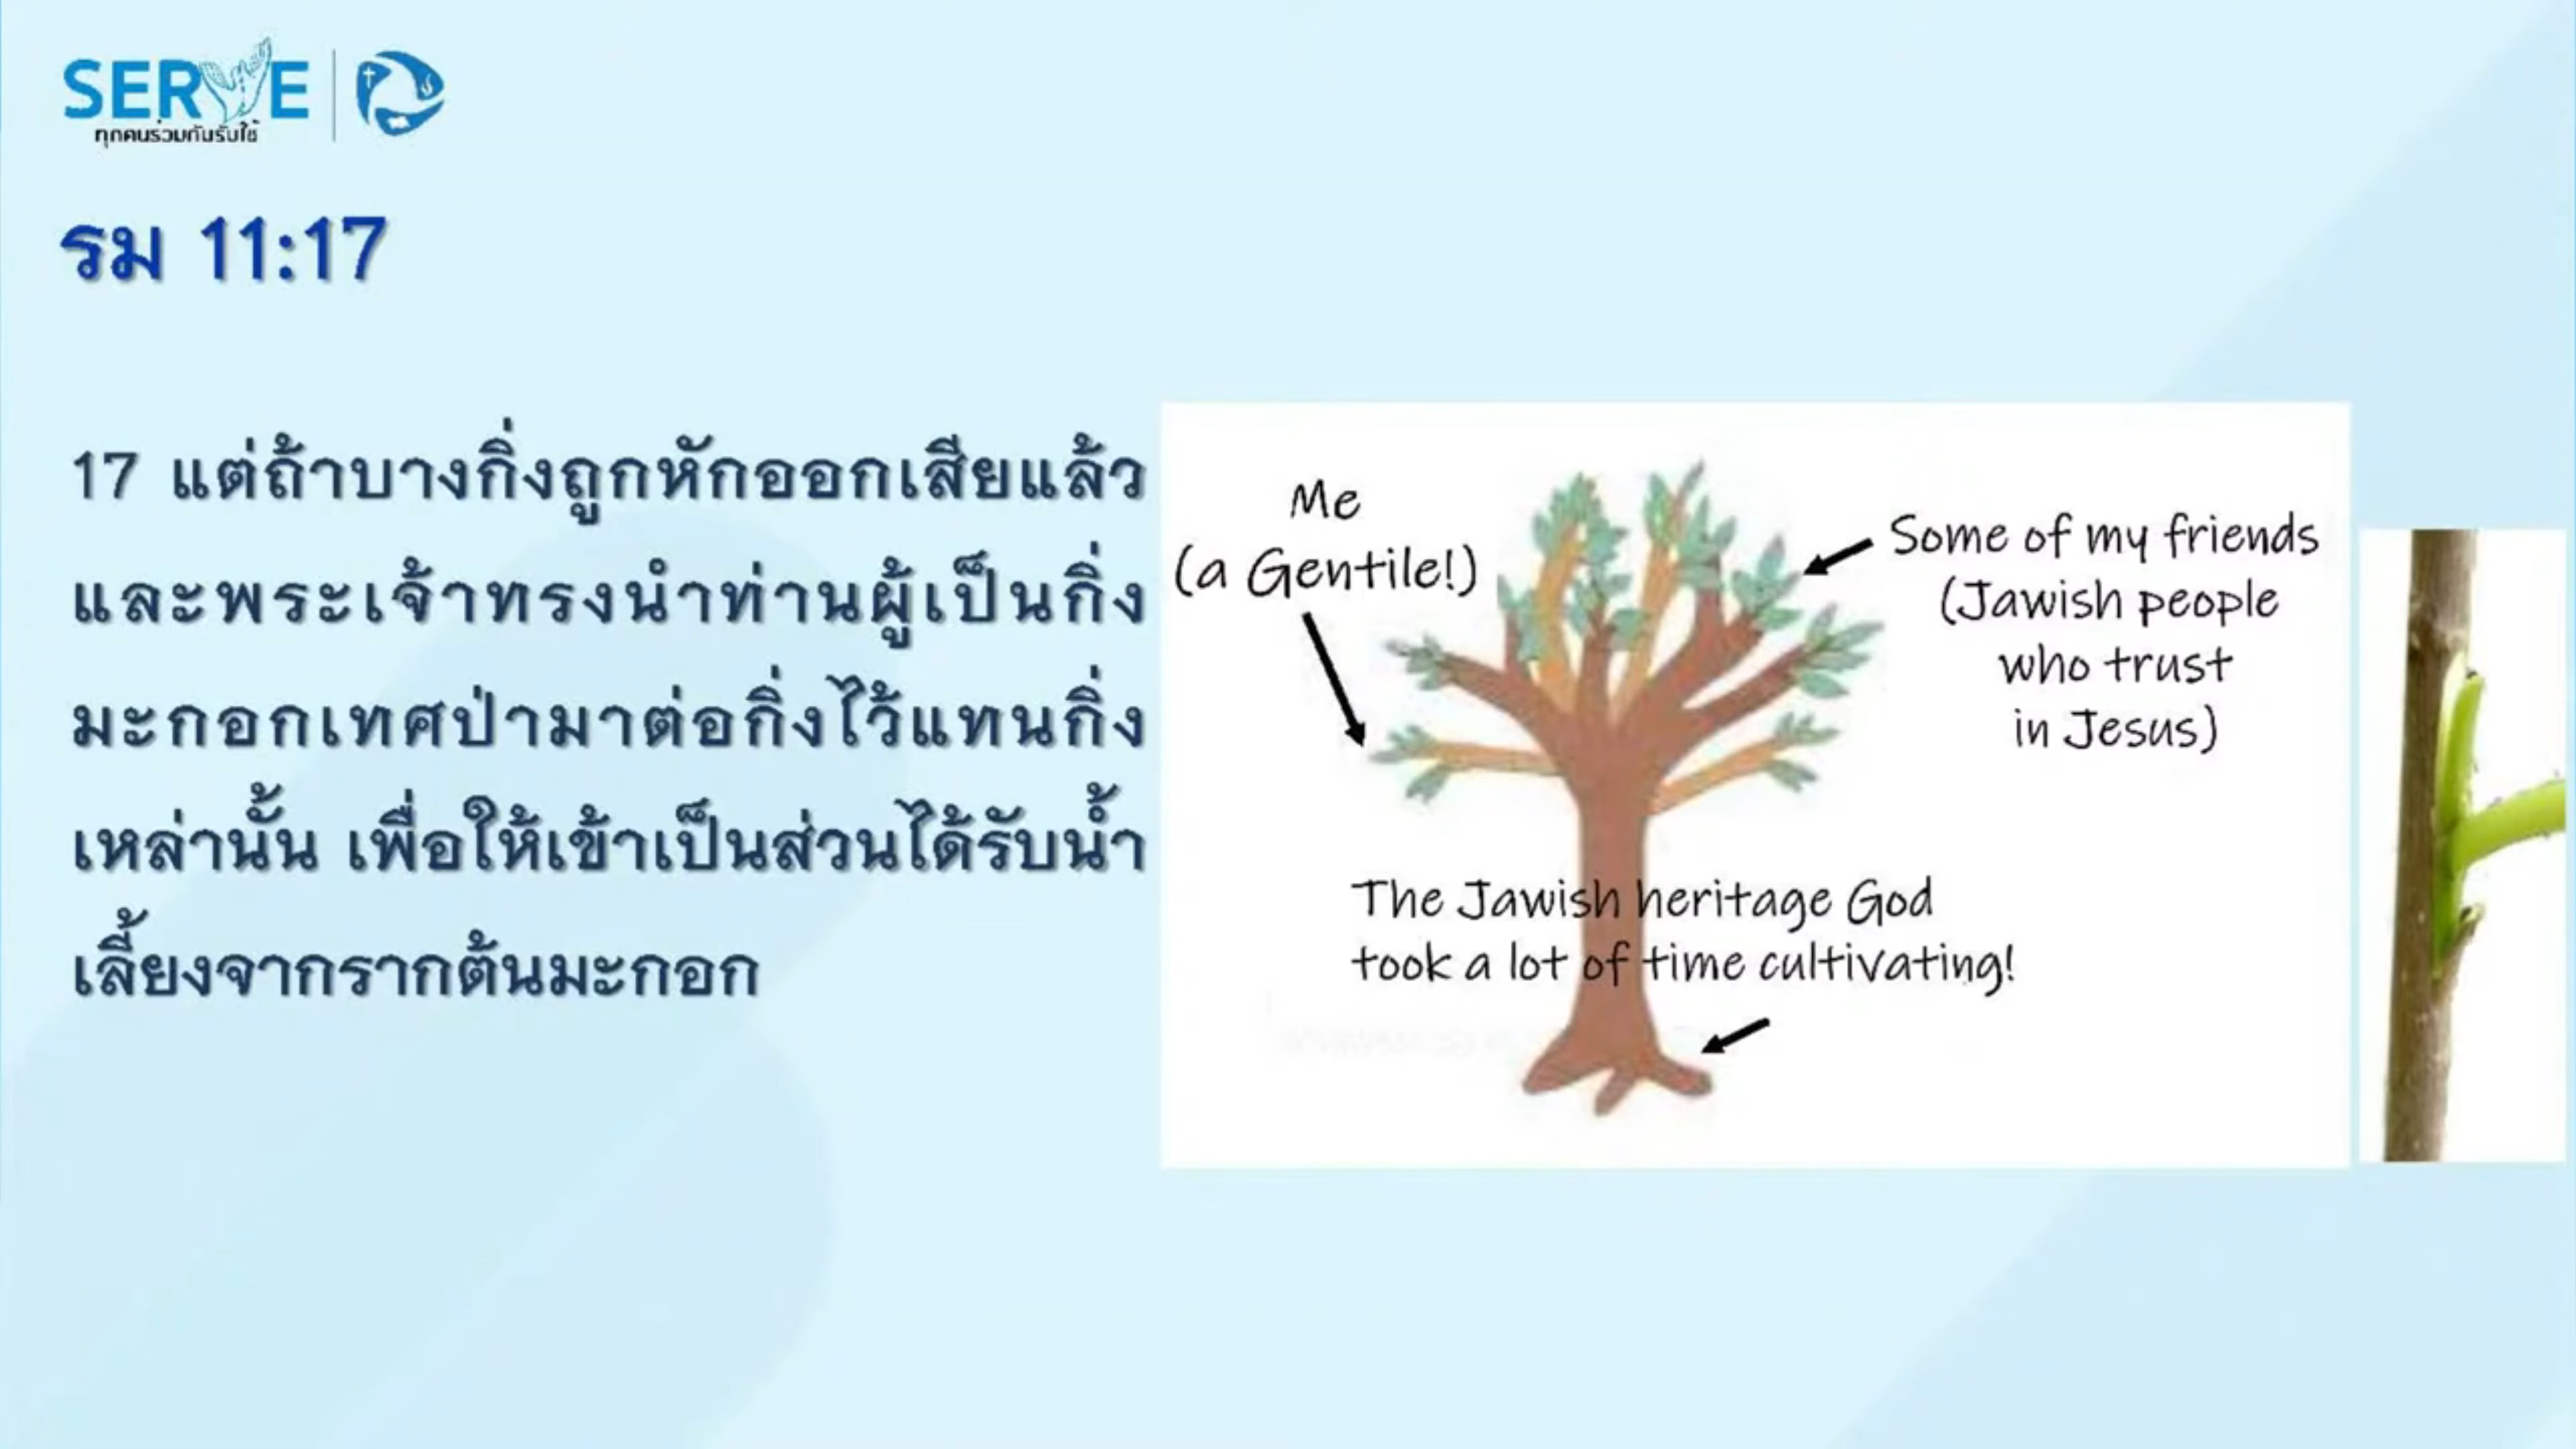 SERVE
ทุกคนร่วมกันรับใช้
รม 11:17
17 แต่ถ้าบางกิ่งถูกหักออกเสียแล้ว
และพระเจ้าทรงนำท่านผู้เป็นกิ่ง
มะกอกเทศป่ามาต่อกิ่งไว้แทนกิ่ง
เหล่านั้น เพื่อให้เข้าเป็นส่วนได้รับน้ำ
เลี้ยงจากรากต้นมะกอก
Me
(a Gentile!)
Some of my friends
(Jawish people
who trust
in Jesus)
The Jawish heritage God
took a lot of time cultivating!